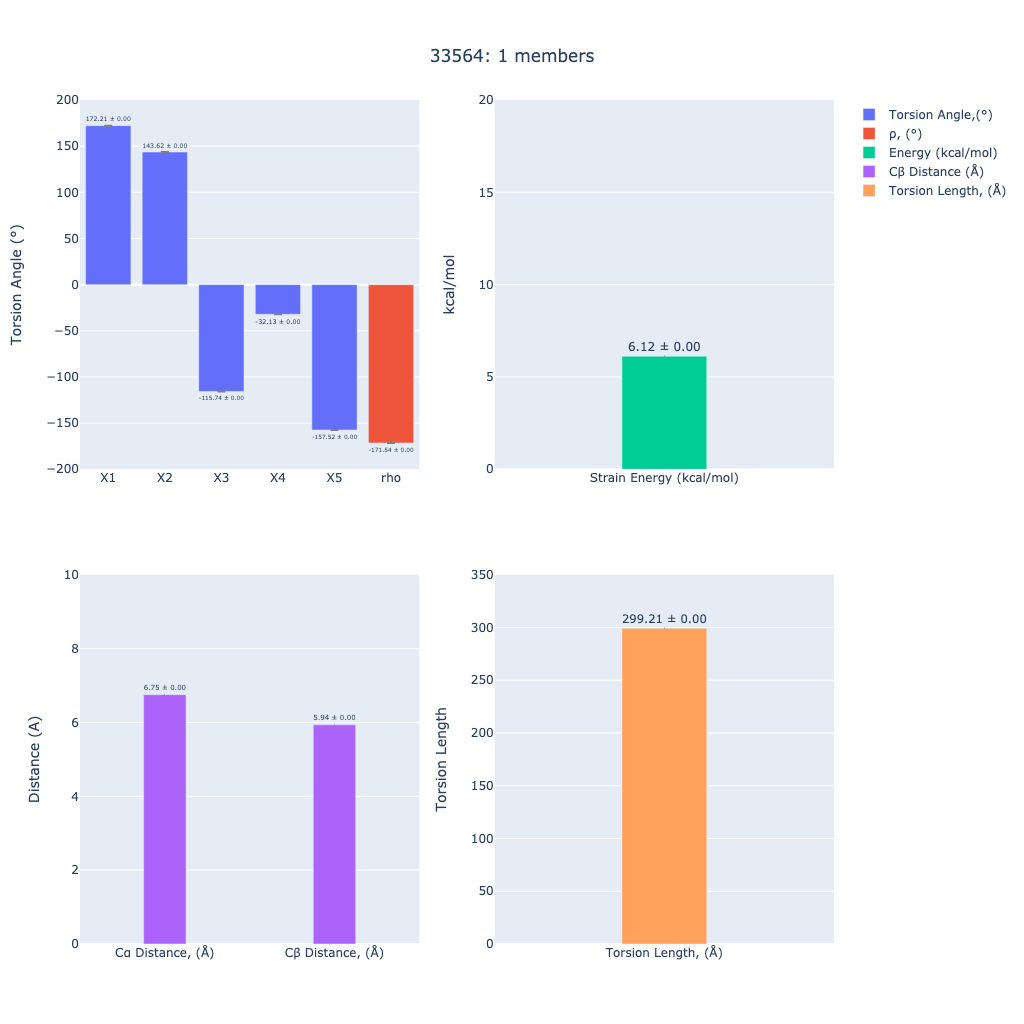 33564: 1 members
200
150
100
50
0
−50
−100
−150
−200
Torsion Angle (°)
172.21 ± 0.00
143.62 ± 0.00
-115.74 ± 0.00
-32.13 ± 0.00
-157.52 ± 0.00
-171.54 ± 0.00
X1 X2 X3 X4 X5 rho
20
15
10
5
0
kcal/mol
6.12 ± 0.00
Strain Energy (kcal/mol)
Torsion Angle,(°)
ρ, (°)
Energy (kcal/mol)
Cβ Distance (Å)
Torsion Length, (Å)
10
8
6
4
2
0
Distance (A)
6.75 ± 0.00
5.94 ± 0.00
Cα Distance, (Å) Cβ Distance, (Å)
350
300
250
200
150
100
50
0
Torsion Length
299.21 ± 0.00
Torsion Length, (Å)